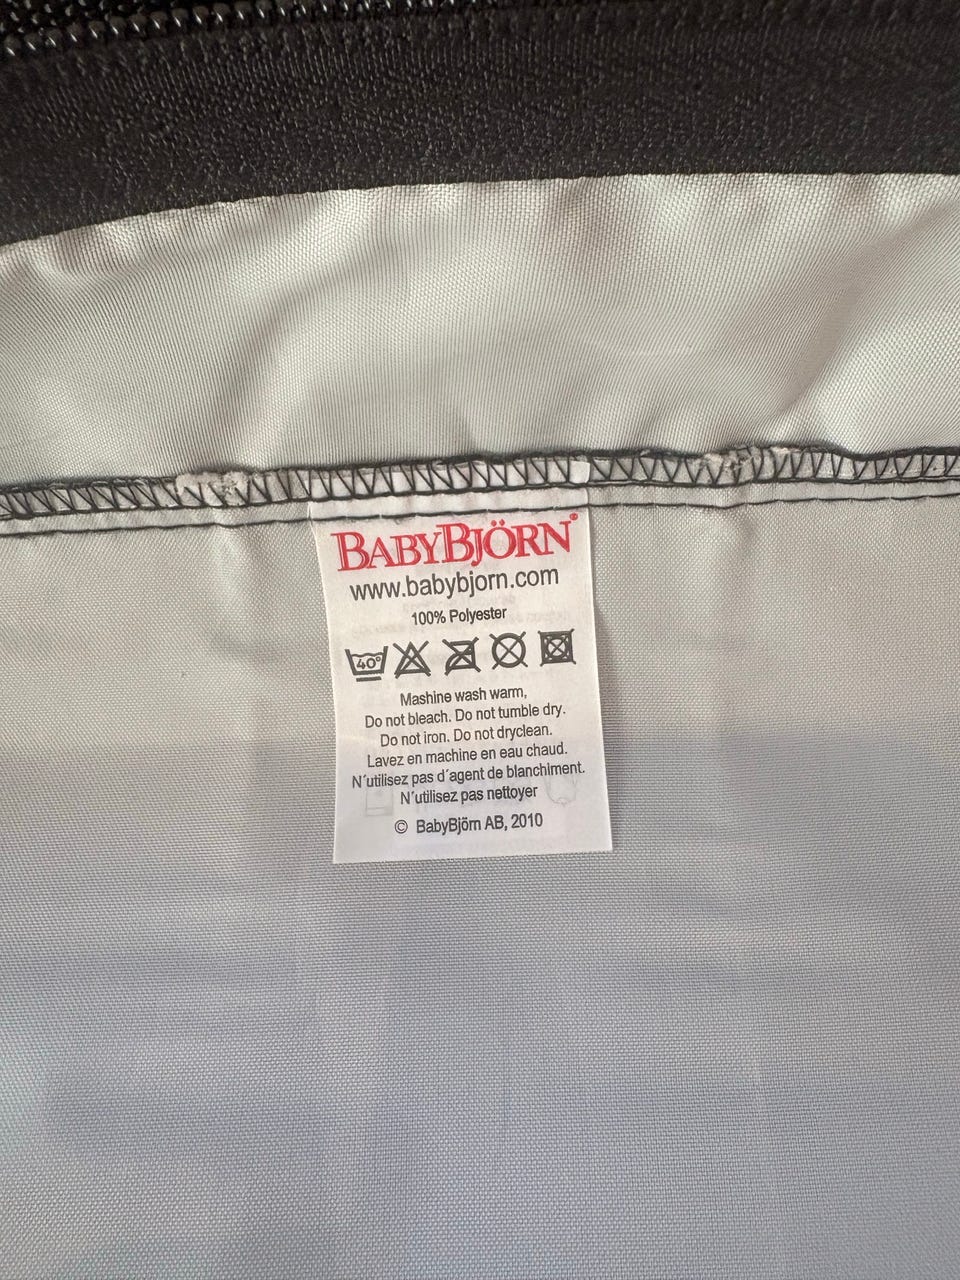 BABYBJÖRN®
www.babybjorn.com
100% Polyester
40°
Mashine wash warm,
Do not bleach. Do not tumble dry.
Do not iron. Do not dryclean.
Lavez en machine en eau chaud.
N´utilisez pas d´agent de blanchiment.
N´utilisez pas nettoyer
© BabyBjörn AB, 2010